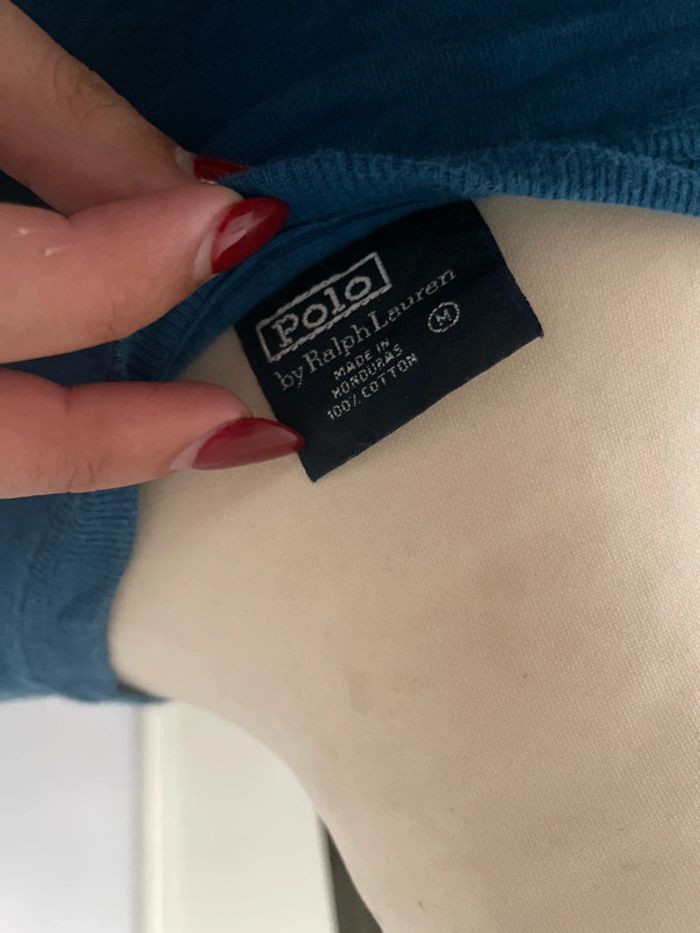 Polo
by Ralph Lauren
MADE IN
HONDURAS
100% COTTON
M